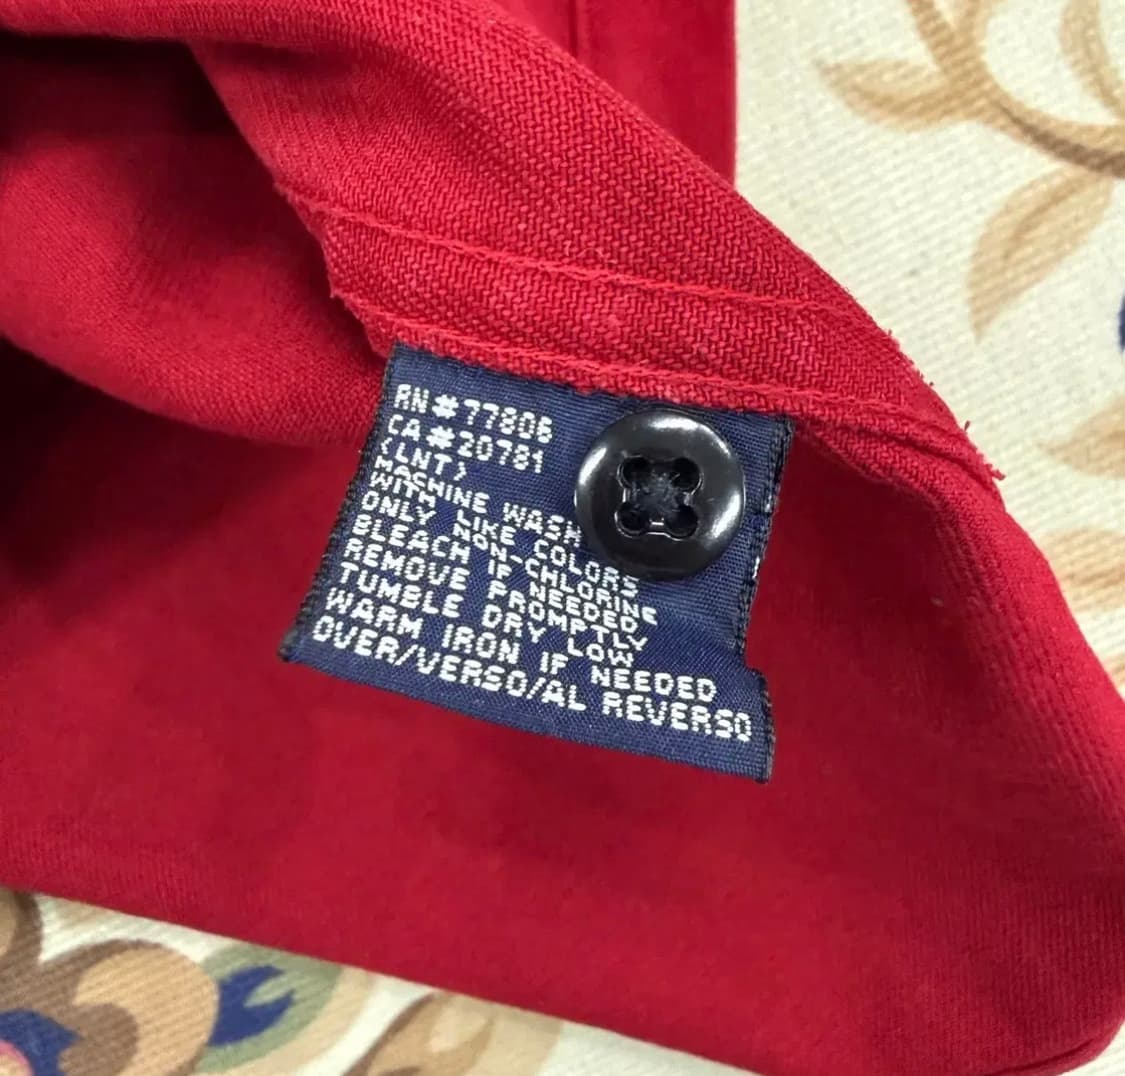 RN#77806
CA#20781
(LNT)
MACHINE WASH
WITH LIKE COLORS
ONLY NON-CHLORINE
BLEACH IF NEEDED
REMOVE PROMPTLY
TUMBLE DRY LOW
WARM IRON IF NEEDED
OVER/VERSO/AL REVERSO